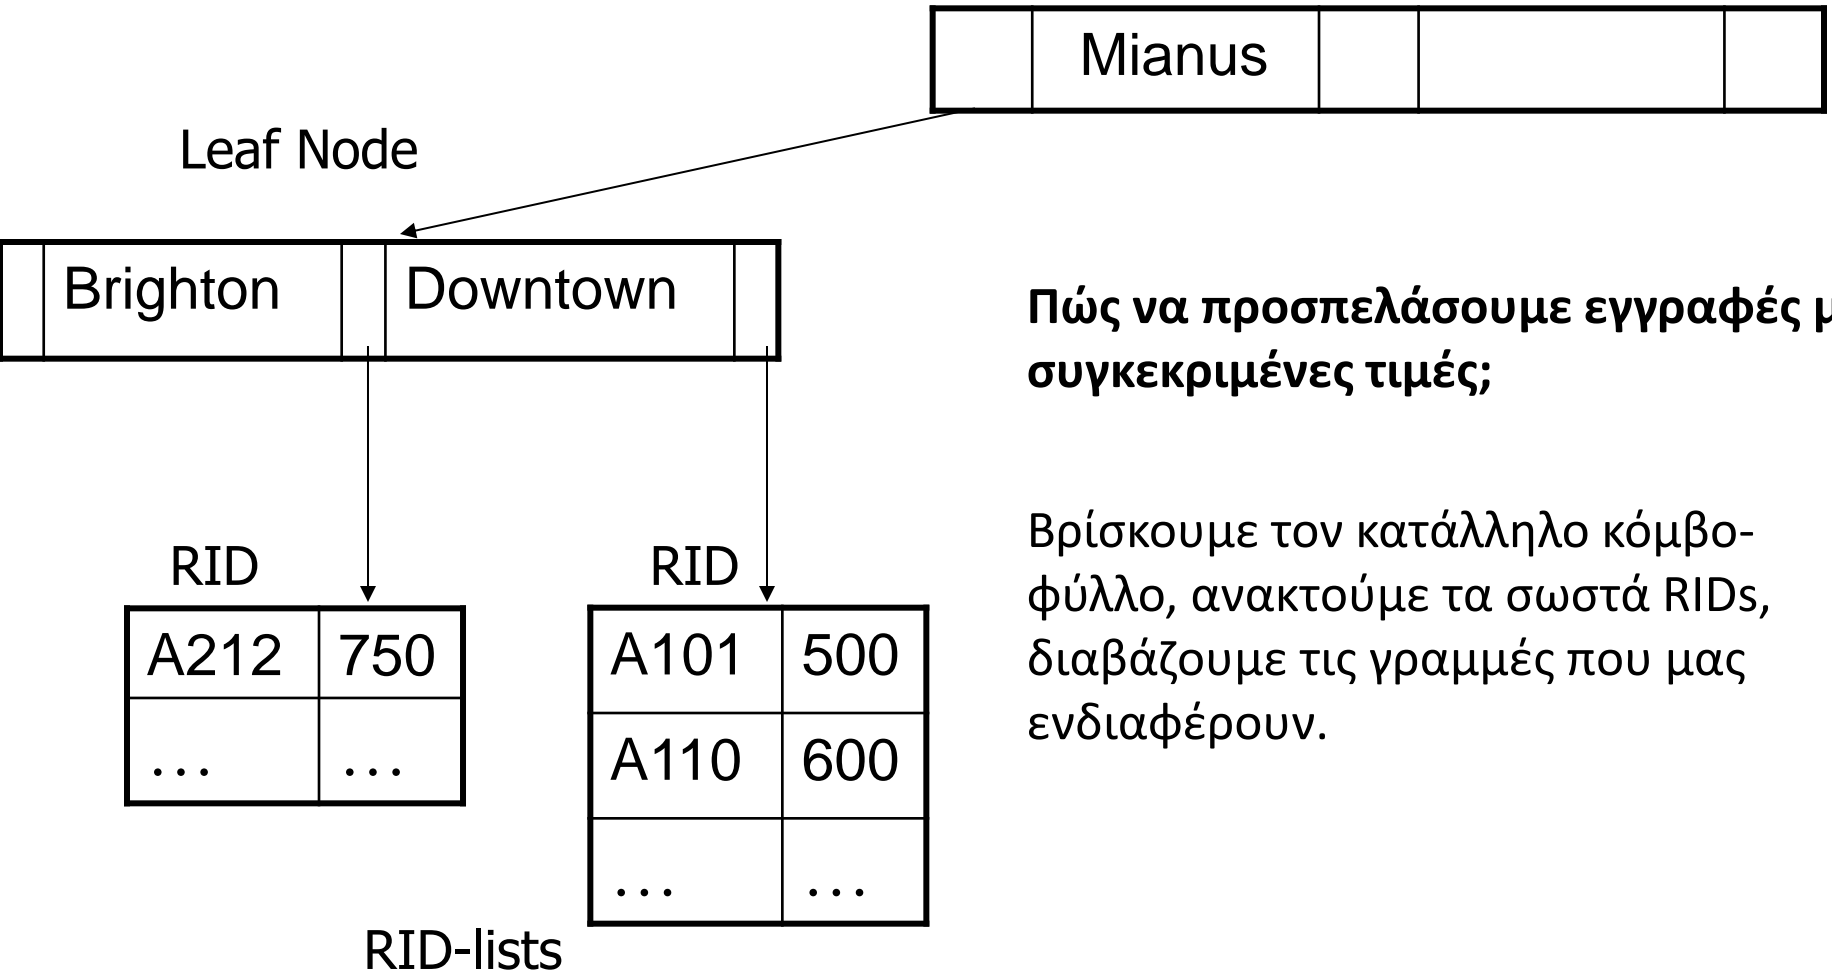 Mianus
Leaf Node
Brighton Downtown
Πώς να προσπελάσουμε εγγραφές
συγκεκριμένες τιμές;
Βρίσκουμε τον κατάλληλο κόμβο-
φύλλο, ανακτούμε τα σωστά RIDs,
διαβάζουμε τις γραμμές που μας
ενδιαφέρουν.
RID RID
A212 750
... ...
A101 500
A110 600
... ...
RID-lists